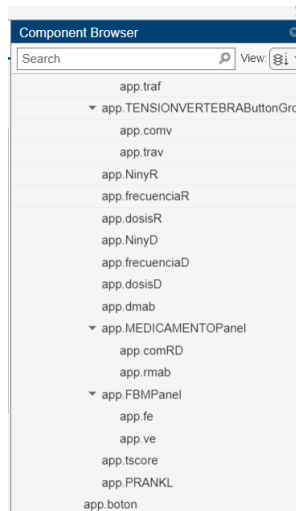 Component Browser
Search View:
app.traf
app.TENSIONVERTEBRAButtonGro
app.comv
app.trav
app.NinyR
app.frecuenciaR
app.dosisR
app.NinyD
app.frecuenciaD
app.dosisD
app.dmab
app.MEDICAMENTOPanel
app.comRD
app.rmab
app.FBMPanel
app.fe
app.ve
app.tscore
app.PRANKL
app.boton